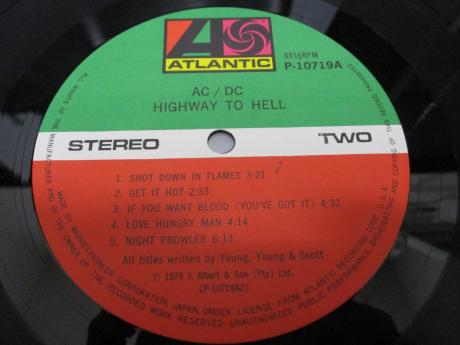 ATLANTIC
33⅓RPM
P-10719A
AC/DC
HIGHWAY TO HELL
STEREO
TWO
1. SHOT DOWN IN FLAMES 3:21
2. GET IT HOT 2:33
3. IF YOU WANT BLOOD (YOU'VE GOT IT) 4:32
4. LOVE HUNGRY MAN 4:14
5. NIGHT PROWLER 6:13
All titles written by Young, Young & Scott
℗ 1979 J. Albert & Son (Pty) Ltd.
(P-10719A2)
ALL RIGHTS OF THE MANUFACTURER AND OF THE OWNER OF THE RECORDED WORK RESERVED. UNAUTHORIZED PUBLIC PERFORMANCE, BROADCASTING AND COPYING OF THIS RECORD PROHIBITED
MADE BY WARNER-PIONEER CORPORATION, JAPAN, UNDER LICENSE FROM ATLANTIC RECORDING CORP. U.S.A.